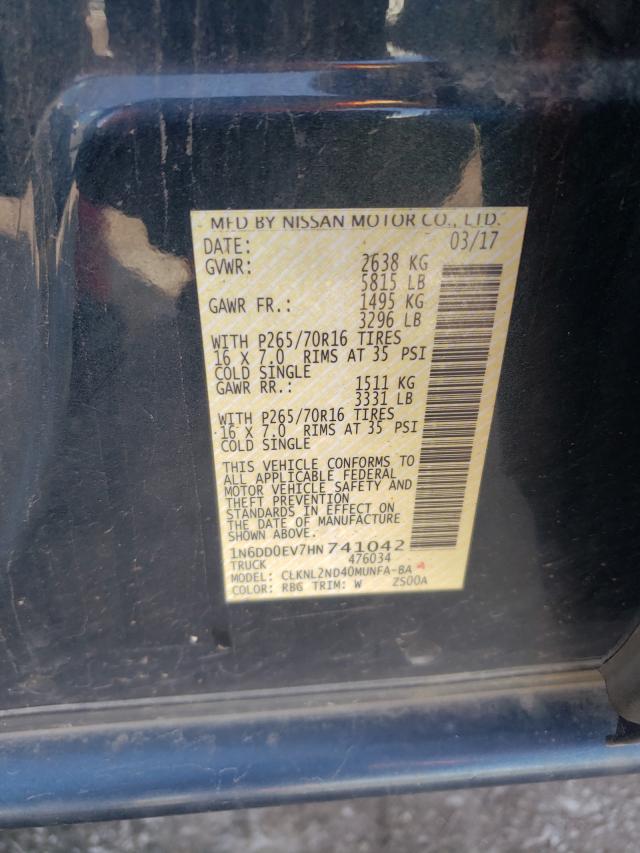 MFD BY NISSAN MOTOR CO., LTD.
DATE: 03/17
GVWR: 2638 KG
5815 LB
GAWR FR.: 1495 KG
3296 LB
WITH P265/70R16 TIRES
16 X 7.0 RIMS AT 35 PSI
COLD SINGLE
GAWR RR.: 1511 KG
3331 LB
WITH P265/70R16 TIRES
16 X 7.0 RIMS AT 35 PSI
COLD SINGLE
THIS VEHICLE CONFORMS TO
ALL APPLICABLE FEDERAL
MOTOR VEHICLE SAFETY AND
THEFT PREVENTION
STANDARDS IN EFFECT ON
THE DATE OF MANUFACTURE
SHOWN ABOVE.
1N6DD0EV7HN741042
TRUCK 476034
MODEL: CLKNL2ND40MUNFA-BA
COLOR: RBG TRIM: W ZS00A